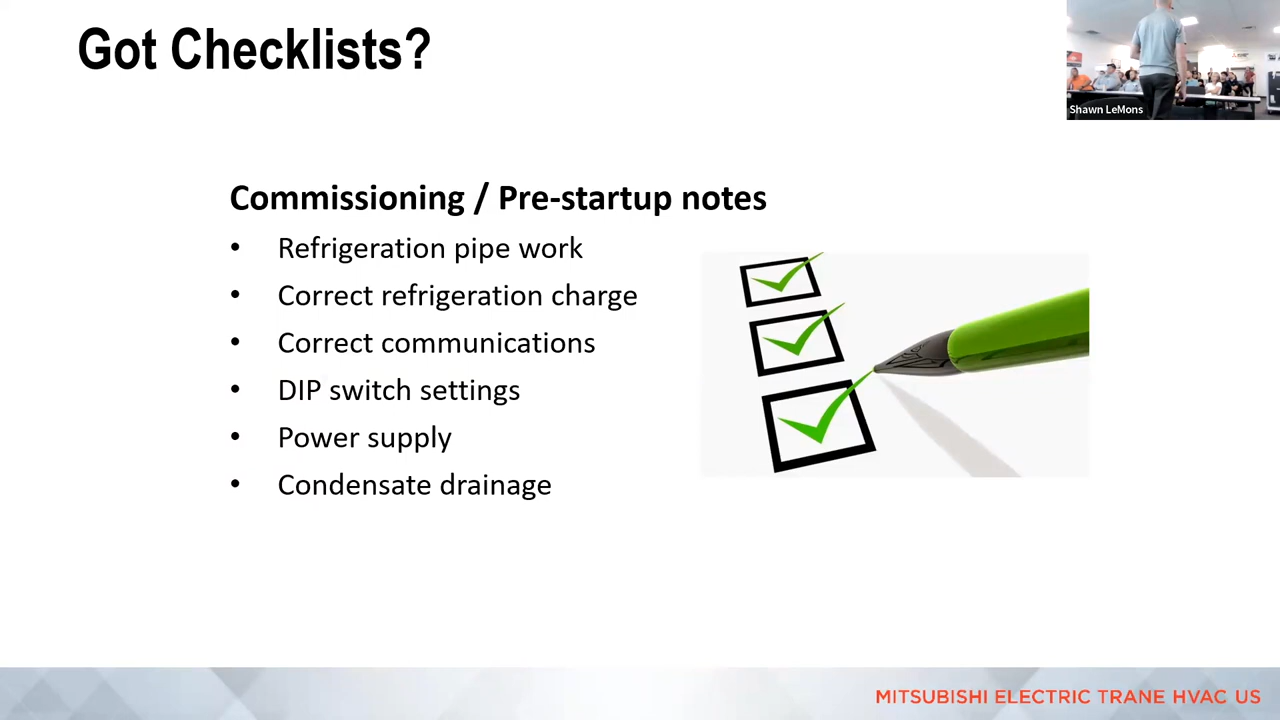 Got Checklists?
Shawn LeMons
Commissioning / Pre-startup notes
• Refrigeration pipe work
• Correct refrigeration charge
• Correct communications
• DIP switch settings
• Power supply
• Condensate drainage
MITSUBISHI ELECTRIC TRANE HVAC US